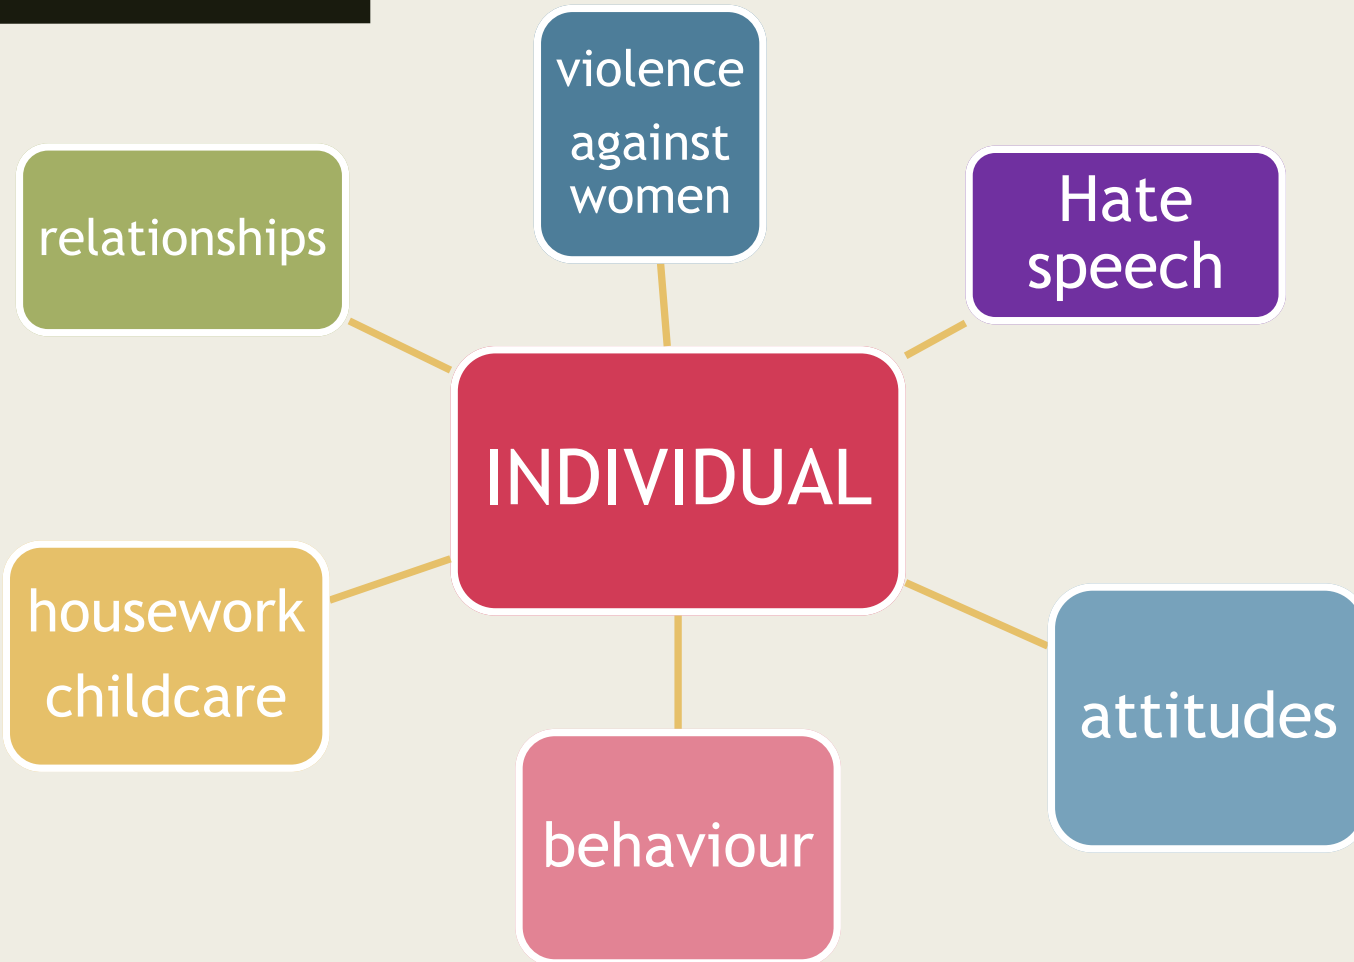 violence
against
women
Hate
speech
relationships
INDIVIDUAL
housework
childcare
attitudes
behaviour